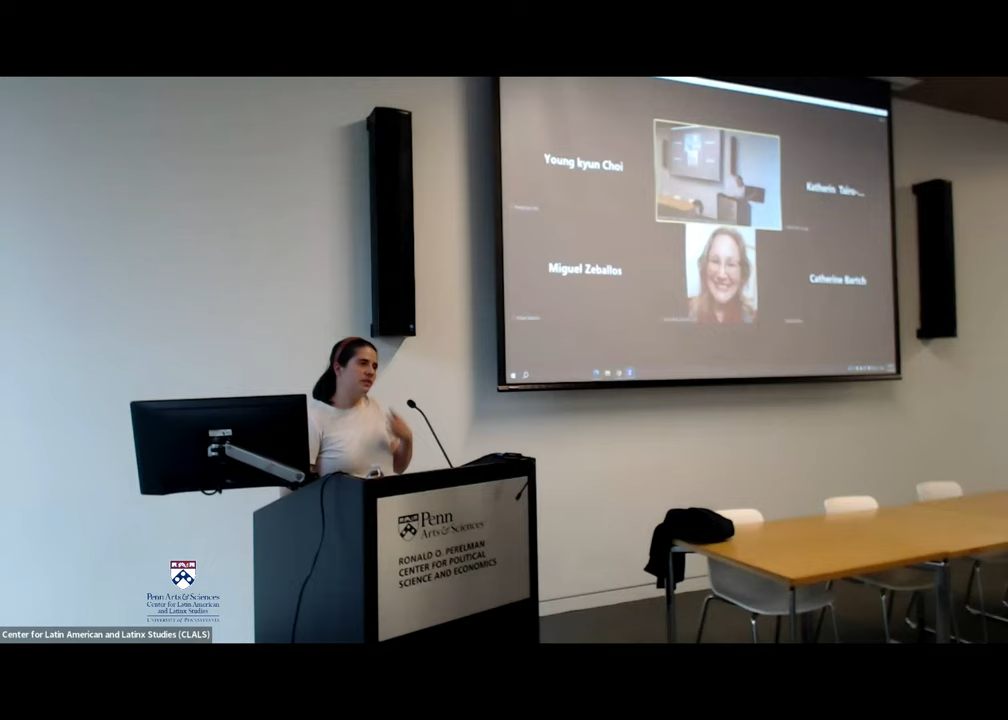 Young kyun Choi
Miguel Zeballos
Catherine Bartch
Penn
Arts & Sciences
RONALD O. PERELMAN
CENTER FOR POLITICAL
SCIENCE AND ECONOMICS
Penn Arts & Sciences
Center for Latin American
and Latinx Studies
UNIVERSITY of PENNSYLVANIA
Center for Latin American and Latinx Studies (CLALS)